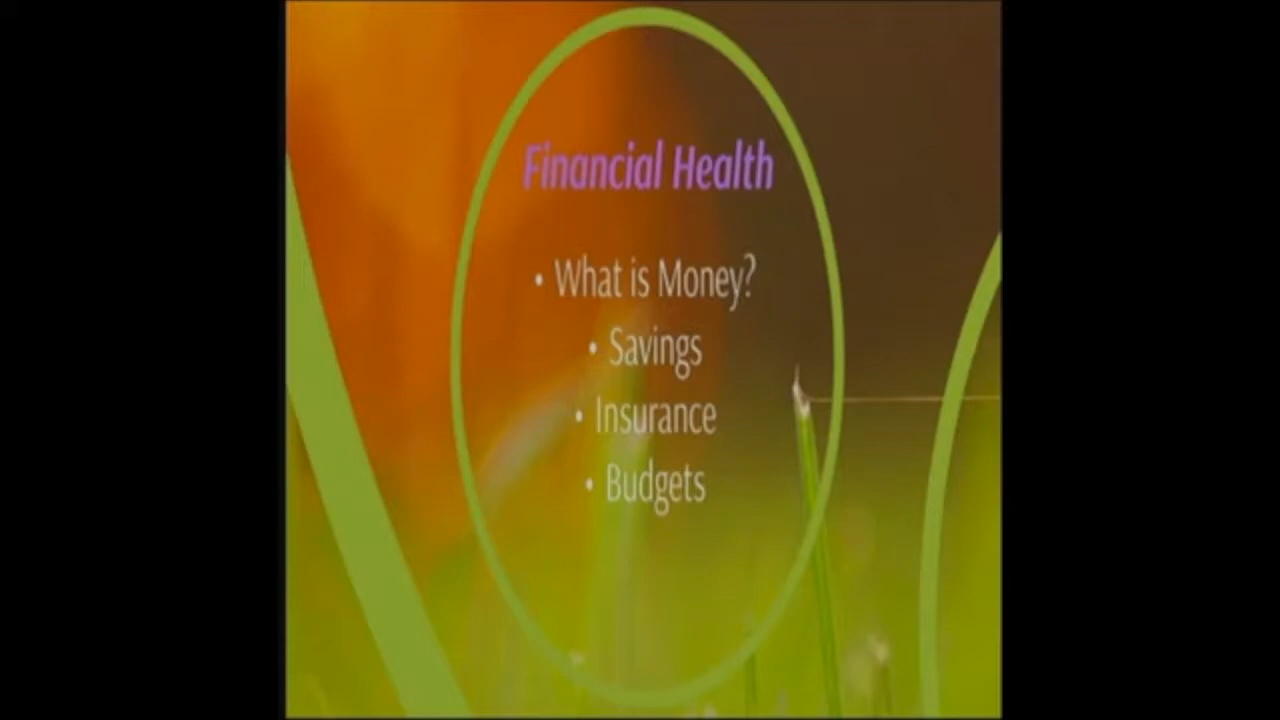 Financial Health
• What is Money?
• Savings
• Insurance
• Budgets